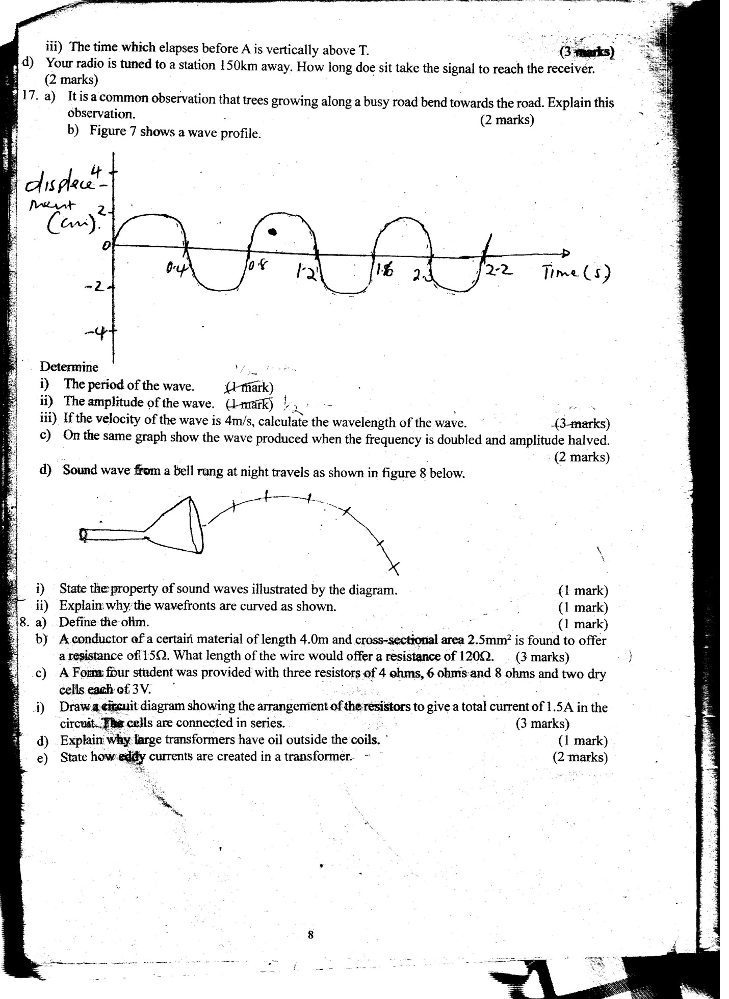 iii) The time which elapses before A is vertically above T. (3 marks)
d) Your radio is tuned to a station 150km away. How long doe sit take the signal to reach the receiver.
(2 marks)
17. a) It is a common observation that trees growing along a busy road bend towards the road. Explain this
observation. (2 marks)
b) Figure 7 shows a wave profile.
4
displace
ment
(cm).
2
0
0.4
0.8
1.2
1.6
2.2
Time (s)
-2
-4
Determine
i) The period of the wave. (1 mark)
ii) The amplitude of the wave. (1 mark) 1/2
iii) If the velocity of the wave is 4m/s, calculate the wavelength of the wave. (3 marks)
c) On the same graph show the wave produced when the frequency is doubled and amplitude halved.
(2 marks)
d) Sound wave from a bell rung at night travels as shown in figure 8 below.
i) State the property of sound waves illustrated by the diagram. (1 mark)
ii) Explain why the wavefronts are curved as shown. (1 mark)
8. a) Define the ohm. (1 mark)
b) A conductor of a certain material of length 4.0m and cross-sectional area 2.5mm² is found to offer
a resistance of 15Ω. What length of the wire would offer a resistance of 120Ω. (3 marks)
c) A Form four student was provided with three resistors of 4 ohms, 6 ohms and 8 ohms and two dry
cells each of 3V.
i) Draw a circuit diagram showing the arrangement of the resistors to give a total current of 1.5A in the
circuit. The cells are connected in series. (3 marks)
d) Explain why large transformers have oil outside the coils. (1 mark)
e) State how eddy currents are created in a transformer. (2 marks)
8